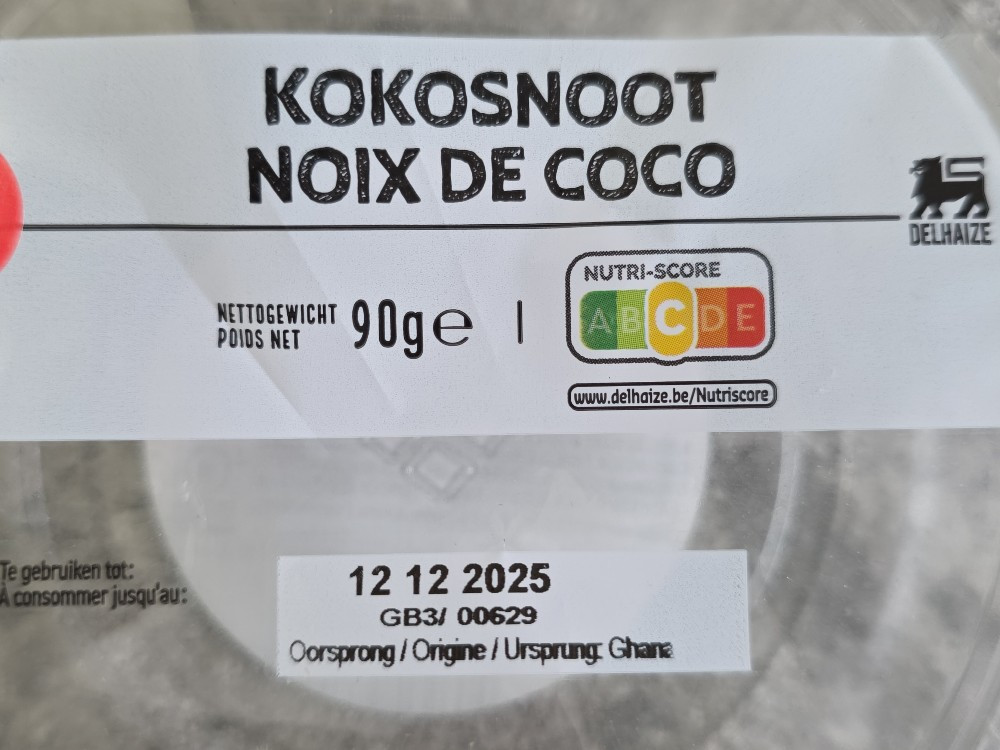 KOKOSNOOT
NOIX DE COCO
DELHAIZE
NETTOGEWICHT
POIDS NET
90g e
NUTRI-SCORE
A B C D E
www.delhaize.be/Nutriscore
Te gebruiken tot:
À consommer jusqu'au:
12 12 2025
GB3/ 00629
Oorsprong / Origine / Ursprung: Ghana